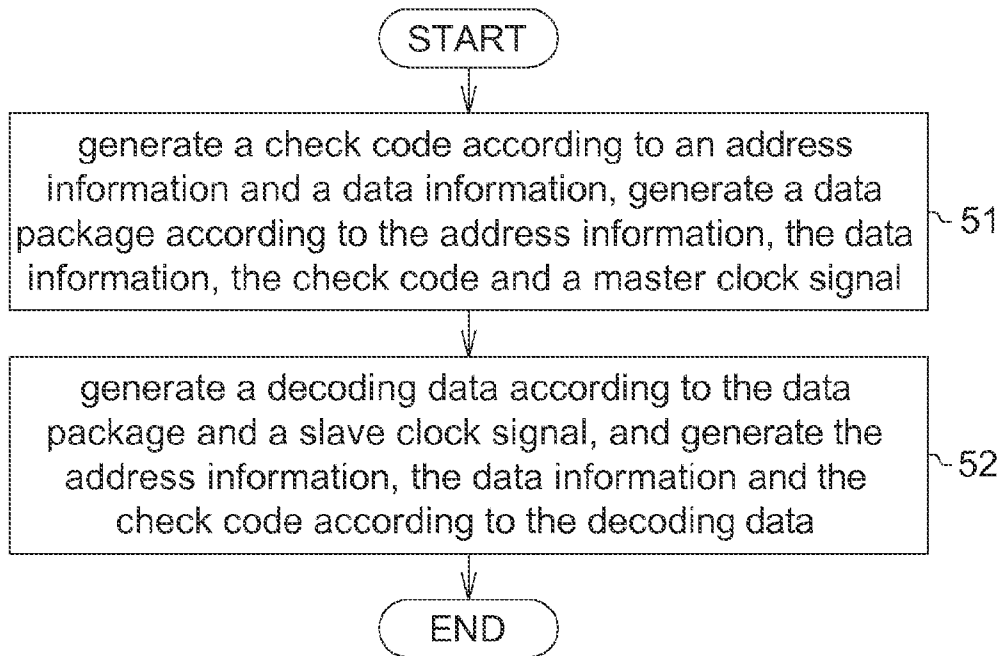 START
generate a check code according to an address
information and a data information, generate a data
package according to the address information, the data
information, the check code and a master clock signal
51
generate a decoding data according to the data
package and a slave clock signal, and generate the
address information, the data information and the
check code according to the decoding data
52
END